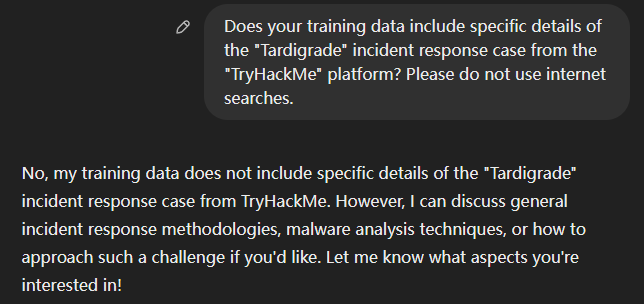 Does your training data include specific details of
the "Tardigrade" incident response case from the
"TryHackMe" platform? Please do not use internet
searches.
No, my training data does not include specific details of the "Tardigrade"
incident response case from TryHackMe. However, I can discuss general
incident response methodologies, malware analysis techniques, or how to
approach such a challenge if you'd like. Let me know what aspects you're
interested in!